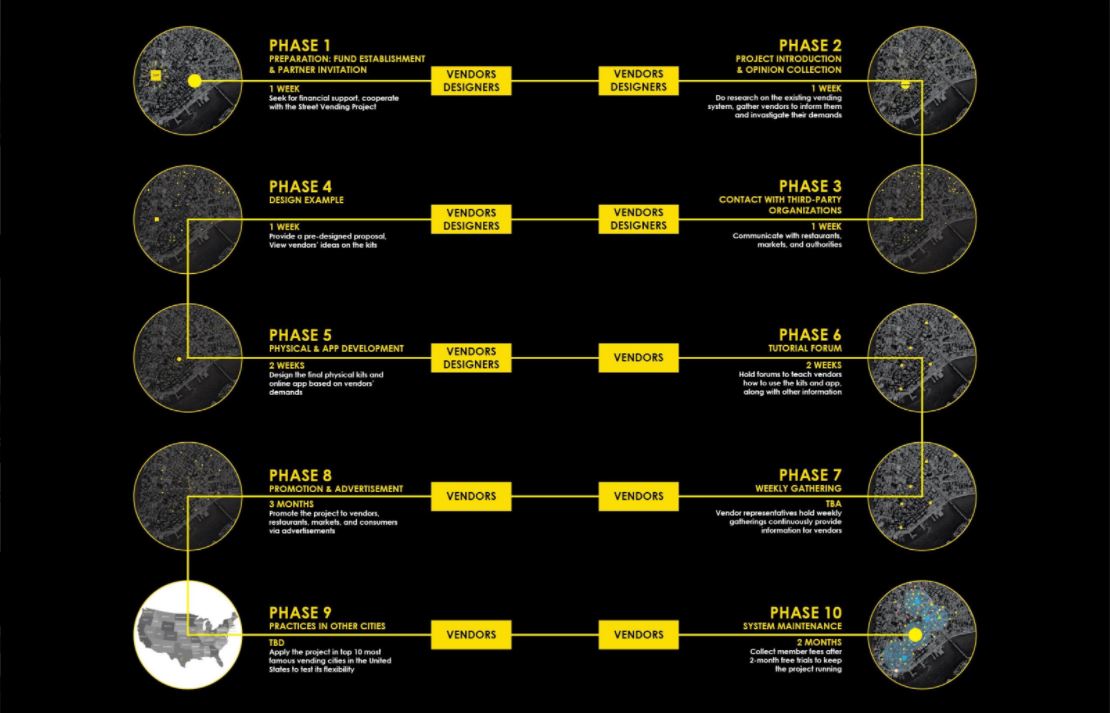 PHASE 1
PREPARATION: FUND ESTABLISHMENT
& PARTNER INVITATION
1 WEEK
Seek for financial support, cooperate
with the Street Vending Project
VENDORS
DESIGNERS
VENDORS
DESIGNERS
PHASE 2
PROJECT INTRODUCTION
& OPINION COLLECTION
1 WEEK
Do research on the existing vending
system, gather vendors to inform them
and invastigate their demands
PHASE 3
CONTACT WITH THIRD-PARTY
ORGANIZATIONS
1 WEEK
Communicate with restaurants,
markets, and authorities
VENDORS
DESIGNERS
VENDORS
DESIGNERS
PHASE 4
DESIGN EXAMPLE
1 WEEK
Provide a pre-designed proposal,
View vendors' ideas on the kits
PHASE 5
PHYSICAL & APP DEVELOPMENT
2 WEEKS
Design the final physical kits and
online app based on vendors'
demands
VENDORS
DESIGNERS
VENDORS
PHASE 6
TUTORIAL FORUM
2 WEEKS
Hold forums to teach vendors
how to use the kits and app,
along with other information
PHASE 7
WEEKLY GATHERING
TBA
Vendor representatives hold weekly
gatherings continuously provide
information for vendors
VENDORS
VENDORS
PHASE 8
PROMOTION & ADVERTISEMENT
3 MONTHS
Promote the project to vendors,
restaurants, markets, and consumers
via advertisements
PHASE 9
PRACTICES IN OTHER CITIES
TBD
Apply the project in top 10 most
famous vending cities in the United
States to test its flexibility
VENDORS
VENDORS
PHASE 10
SYSTEM MAINTENANCE
2 MONTHS
Collect member fees after
2-month free trials to keep
the project running